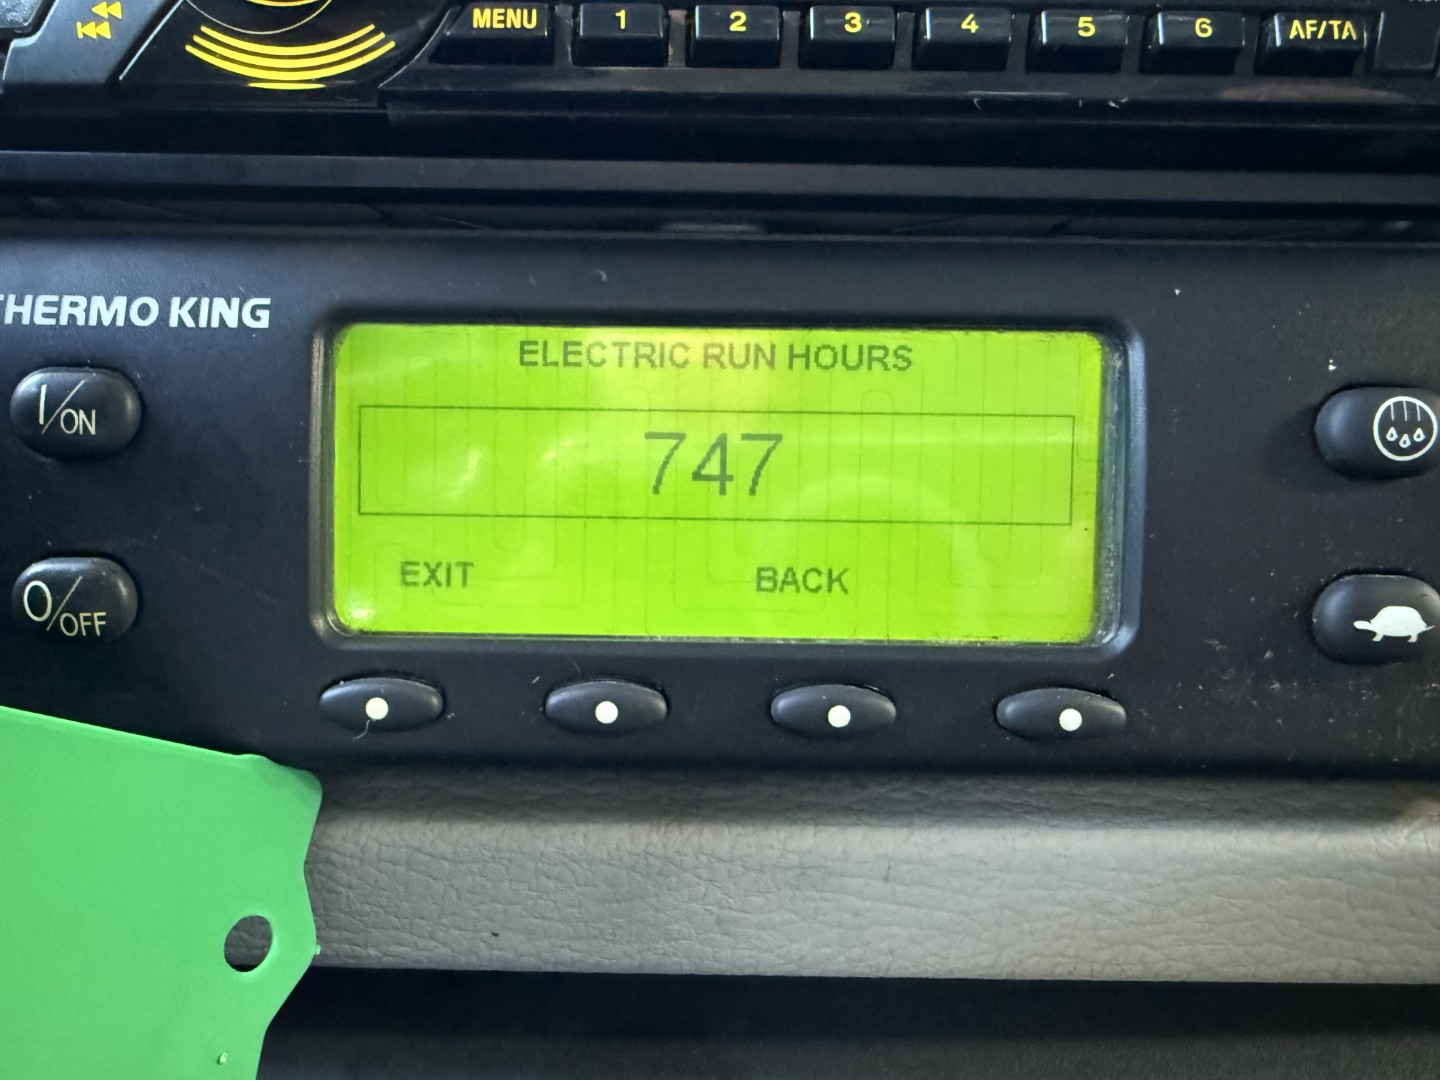 MENU 1 2 3 4 5 6 AF/TA
THERMO KING
ELECTRIC RUN HOURS
I/ON
747
O/OFF
EXIT BACK